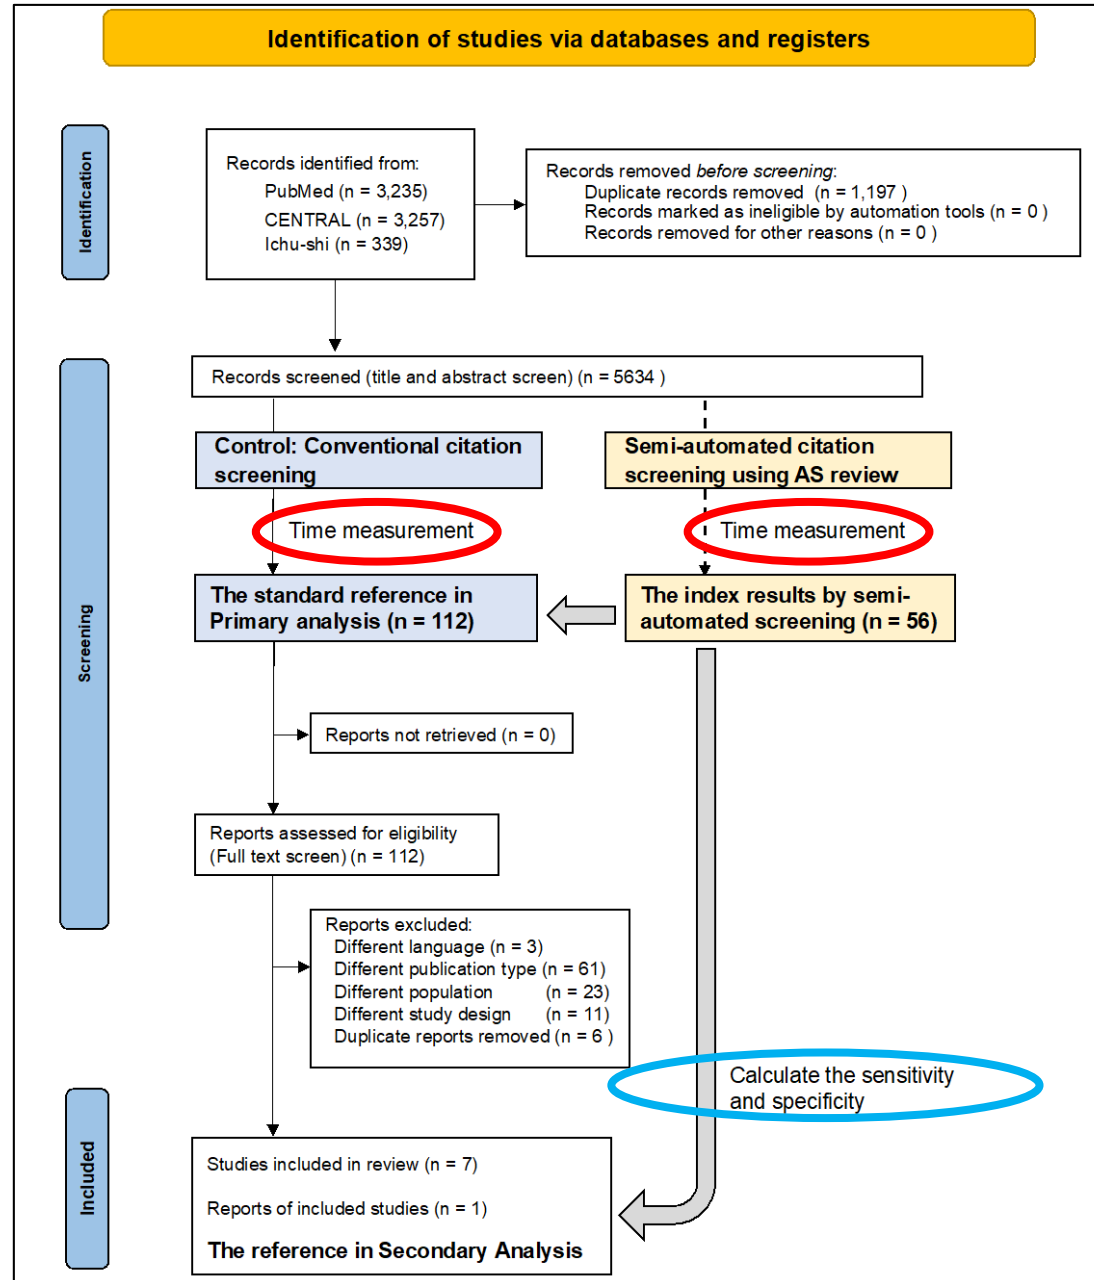 Identification of studies via databases and registers
Identification
Records identified from:
PubMed (n = 3,235)
CENTRAL (n = 3,257)
Ichu-shi (n = 339)
Records removed before screening:
Duplicate records removed (n = 1,197 )
Records marked as ineligible by automation tools (n = 0 )
Records removed for other reasons (n = 0 )
Screening
Records screened (title and abstract screen) (n = 5634 )
Control: Conventional citation
screening
Semi-automated citation
screening using AS review
Time measurement
Time measurement
The standard reference in
Primary analysis (n = 112)
The index results by semi-
automated screening (n = 56)
Reports not retrieved (n = 0)
Reports assessed for eligibility
(Full text screen) (n = 112)
Reports excluded:
Different language (n = 3)
Different publication type (n = 61)
Different population (n = 23)
Different study design (n = 11)
Duplicate reports removed (n = 6 )
Calculate the sensitivity
and specificity
Included
Studies included in review (n = 7)
Reports of included studies (n = 1)
The reference in Secondary Analysis